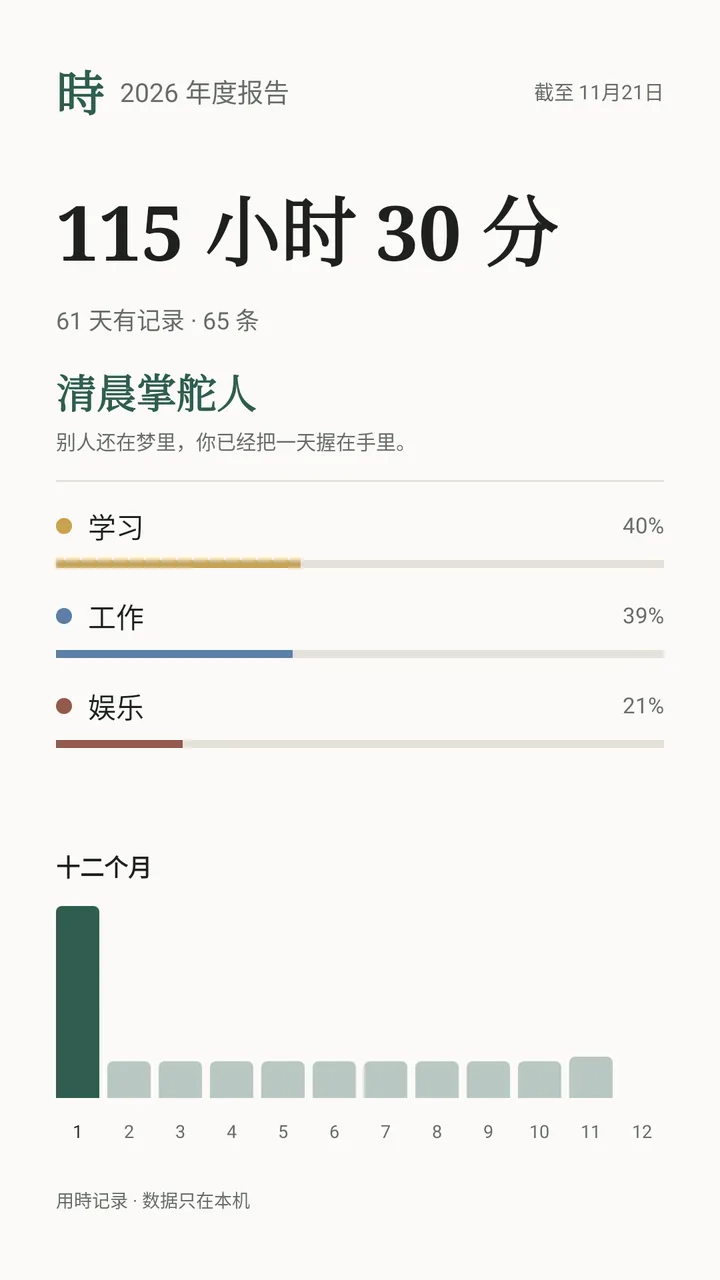 時 2026 年度报告 截至 11月21日
115 小时 30 分
61 天有记录 · 65 条
清晨掌舵人
别人还在梦里，你已经把一天握在手里。
学习 40%
工作 39%
娱乐 21%
十二个月
1 2 3 4 5 6 7 8 9 10 11 12
用時记录 · 数据只在本机